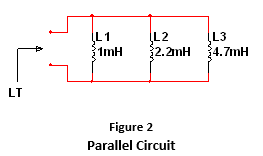 L1 L2 L3
1mH 2.2mH 4.7mH
LT
Figure 2
Parallel Circuit